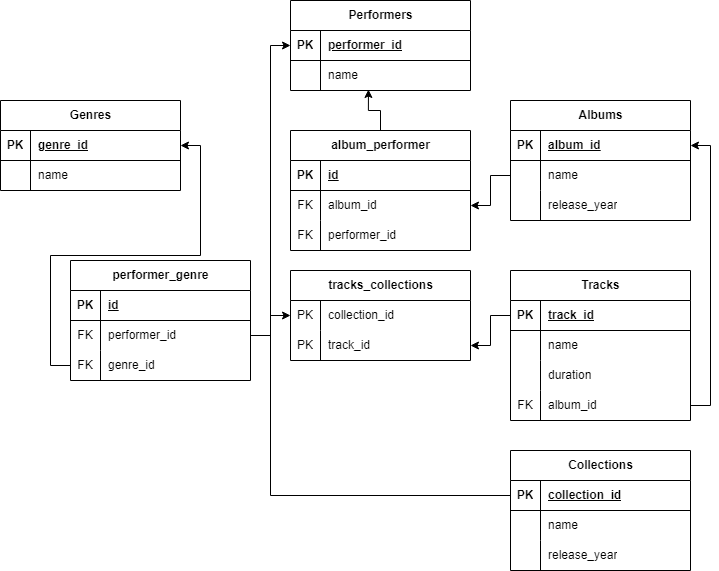 Performers
PK performer_id
name
Genres
PK genre_id
name
album_performer
PK id
FK album_id
FK performer_id
Albums
PK album_id
name
release_year
performer_genre
PK id
FK performer_id
FK genre_id
tracks_collections
PK collection_id
PK track_id
Tracks
PK track_id
name
duration
FK album_id
Collections
PK collection_id
name
release_year